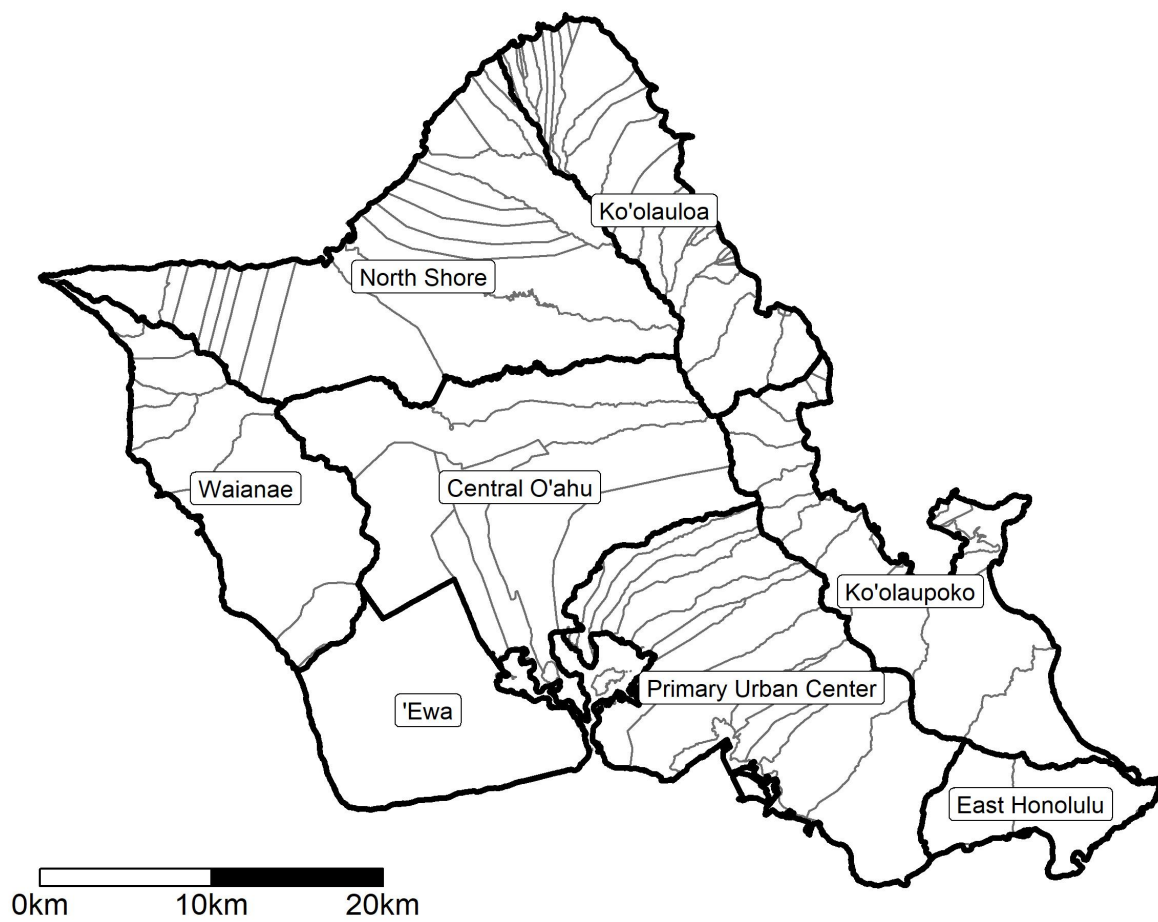 Ko'olauloa
North Shore
Waianae
Central O'ahu
Ko'olaupoko
Primary Urban Center
'Ewa
East Honolulu
0km 10km 20km